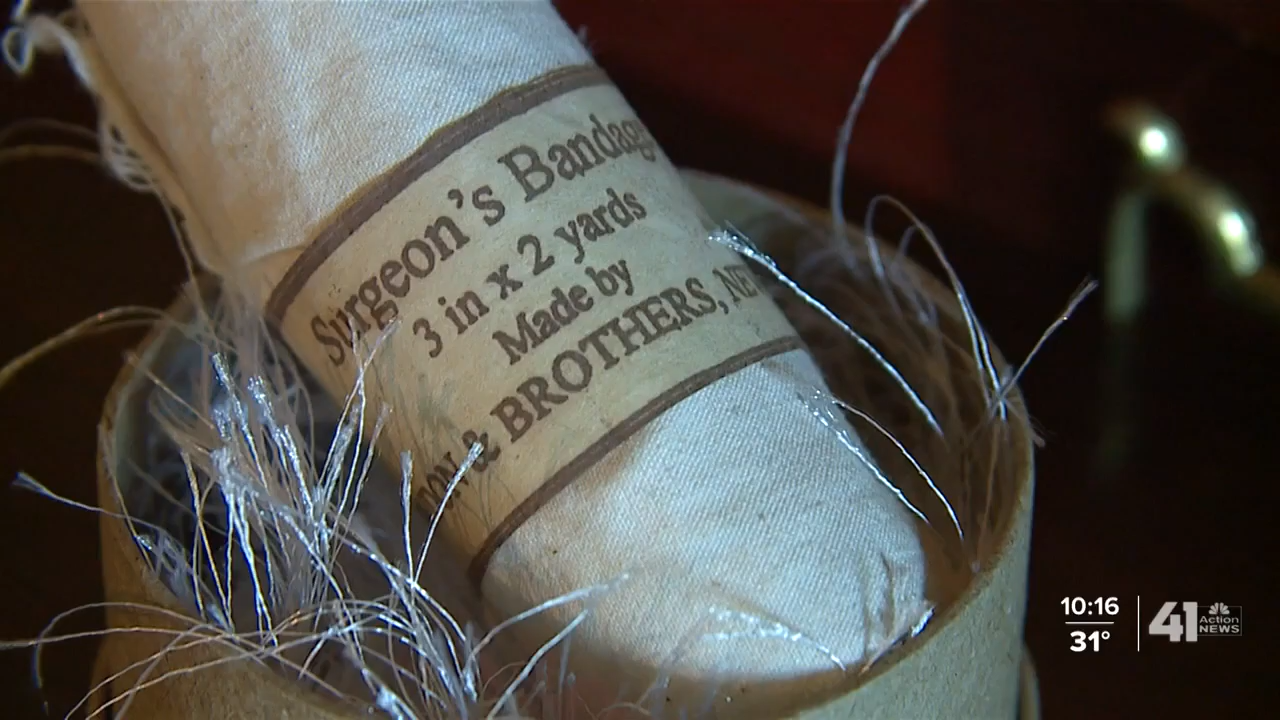 Surgeon's Bandag
3 in x 2 yards
Made by
& BROTHERS, NE
10:16
31°
41 Action NEWS